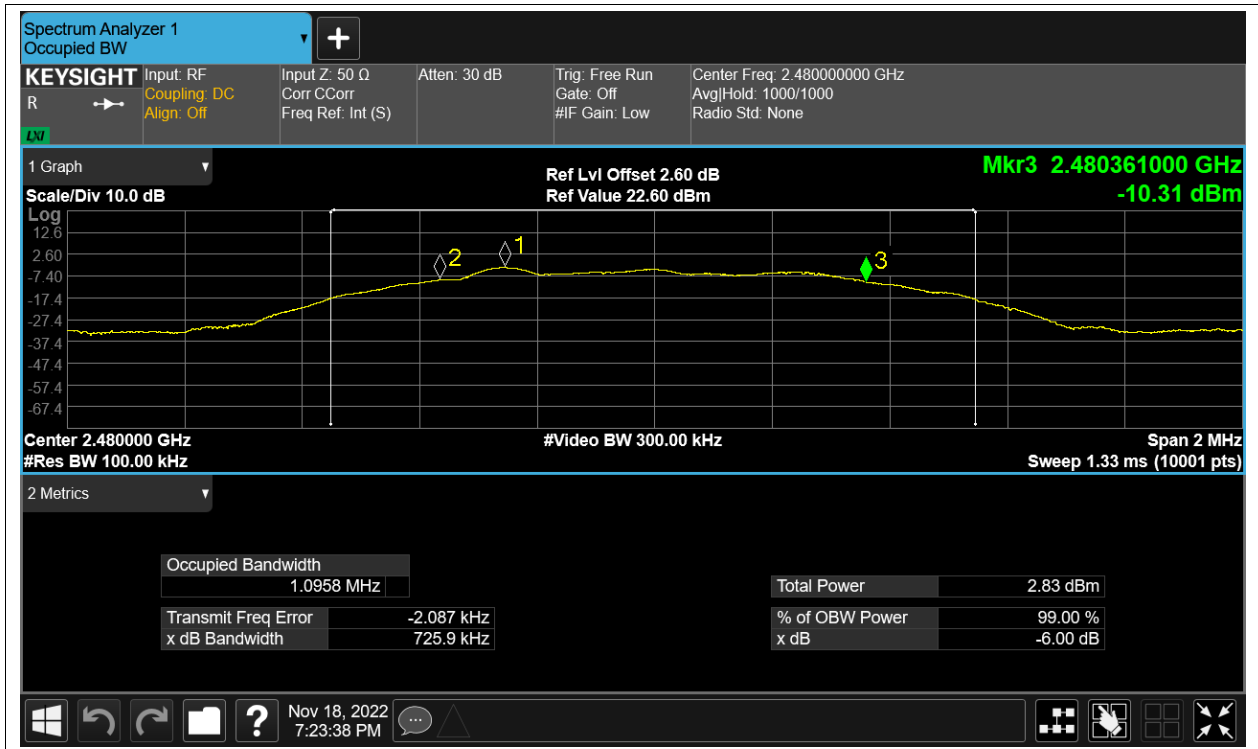 Spectrum Analyzer 1
Occupied BW
KEYSIGHT
R
LXI
Input: RF
Coupling: DC
Align: Off
Input Z: 50 Ω
Corr CCorr
Freq Ref: Int (S)
Atten: 30 dB
Trig: Free Run
Gate: Off
#IF Gain: Low
Center Freq: 2.480000000 GHz
Avg|Hold: 1000/1000
Radio Std: None
1 Graph
Scale/Div 10.0 dB
Ref Lvl Offset 2.60 dB
Ref Value 22.60 dBm
Mkr3 2.480361000 GHz
-10.31 dBm
Log
12.6
2.60
-7.40
-17.4
-27.4
-37.4
-47.4
-57.4
-67.4
2
1
3
Center 2.480000 GHz
#Res BW 100.00 kHz
#Video BW 300.00 kHz
Span 2 MHz
Sweep 1.33 ms (10001 pts)
2 Metrics
Occupied Bandwidth
1.0958 MHz
Transmit Freq Error -2.087 kHz
x dB Bandwidth 725.9 kHz
Total Power 2.83 dBm
% of OBW Power 99.00 %
x dB -6.00 dB
?
Nov 18, 2022
7:23:38 PM